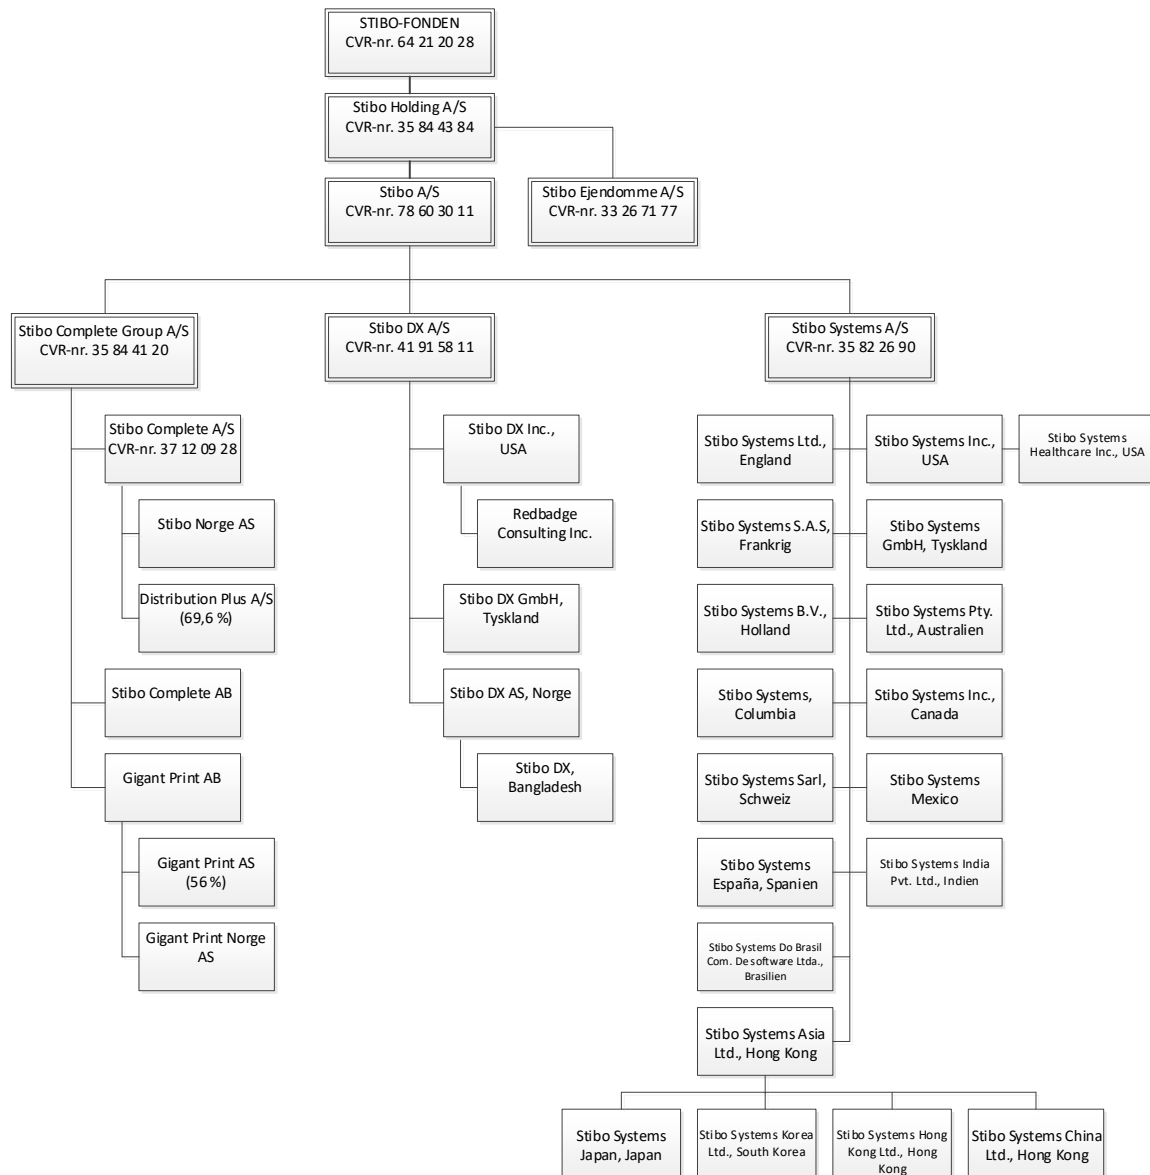 STIBO-FONDEN
CVR-nr. 64 21 20 28
Stibo Holding A/S
CVR-nr. 35 84 43 84
Stibo A/S
CVR-nr. 78 60 30 11
Stibo Ejendomme A/S
CVR-nr. 33 26 71 77
Stibo Complete Group A/S
CVR-nr. 35 84 41 20
Stibo DX A/S
CVR-nr. 41 91 58 11
Stibo Systems A/S
CVR-nr. 35 82 26 90
Stibo Complete A/S
CVR-nr. 37 12 09 28
Stibo Norge AS
Distribution Plus A/S
(69,6 %)
Stibo Complete AB
Gigant Print AB
Gigant Print AS
(56 %)
Gigant Print Norge
AS
Stibo DX Inc.,
USA
Redbadge
Consulting Inc.
Stibo DX GmbH,
Tyskland
Stibo DX AS, Norge
Stibo DX,
Bangladesh
Stibo Systems Ltd.,
England
Stibo Systems Inc.,
USA
Stibo Systems
Healthcare Inc., USA
Stibo Systems S.A.S,
Frankrig
Stibo Systems
GmbH, Tyskland
Stibo Systems B.V.,
Holland
Stibo Systems Pty.
Ltd., Australien
Stibo Systems,
Columbia
Stibo Systems Inc.,
Canada
Stibo Systems Sarl,
Schweiz
Stibo Systems
Mexico
Stibo Systems
España, Spanien
Stibo Systems India
Pvt. Ltd., Indien
Stibo Systems Do Brasil
Com. De software Ltda.,
Brasilien
Stibo Systems Asia
Ltd., Hong Kong
Stibo Systems
Japan, Japan
Stibo Systems Korea
Ltd., South Korea
Stibo Systems Hong
Kong Ltd., Hong
Kong
Stibo Systems China
Ltd., Hong Kong